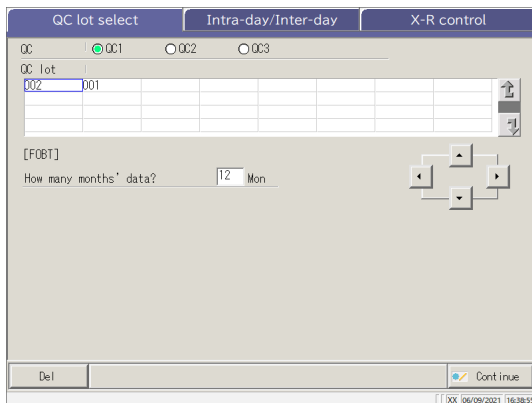 QC lot select Intra-day/Inter-day X-R control
QC QC1 QC2 QC3
QC lot
002 001
[FOBT]
How many months' data? 12 Mon
Del Continue
XX 06/09/2021 16:38:5